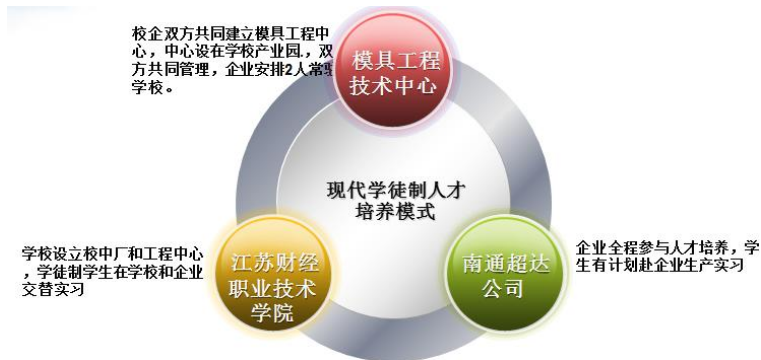 校企双方共同建立模具工程中
心，中心设在学校产业园.，双
方共同管理，企业安排2人常驻
学校。
模具工程
技术中心
现代学徒制人才
培养模式
学校设立校中厂和工程中心
，学徒制学生在学校和企业
交替实习
江苏财经
职业技术
学院
南通超达
公司
企业全程参与人才培养，学
生有计划赴企业生产实习